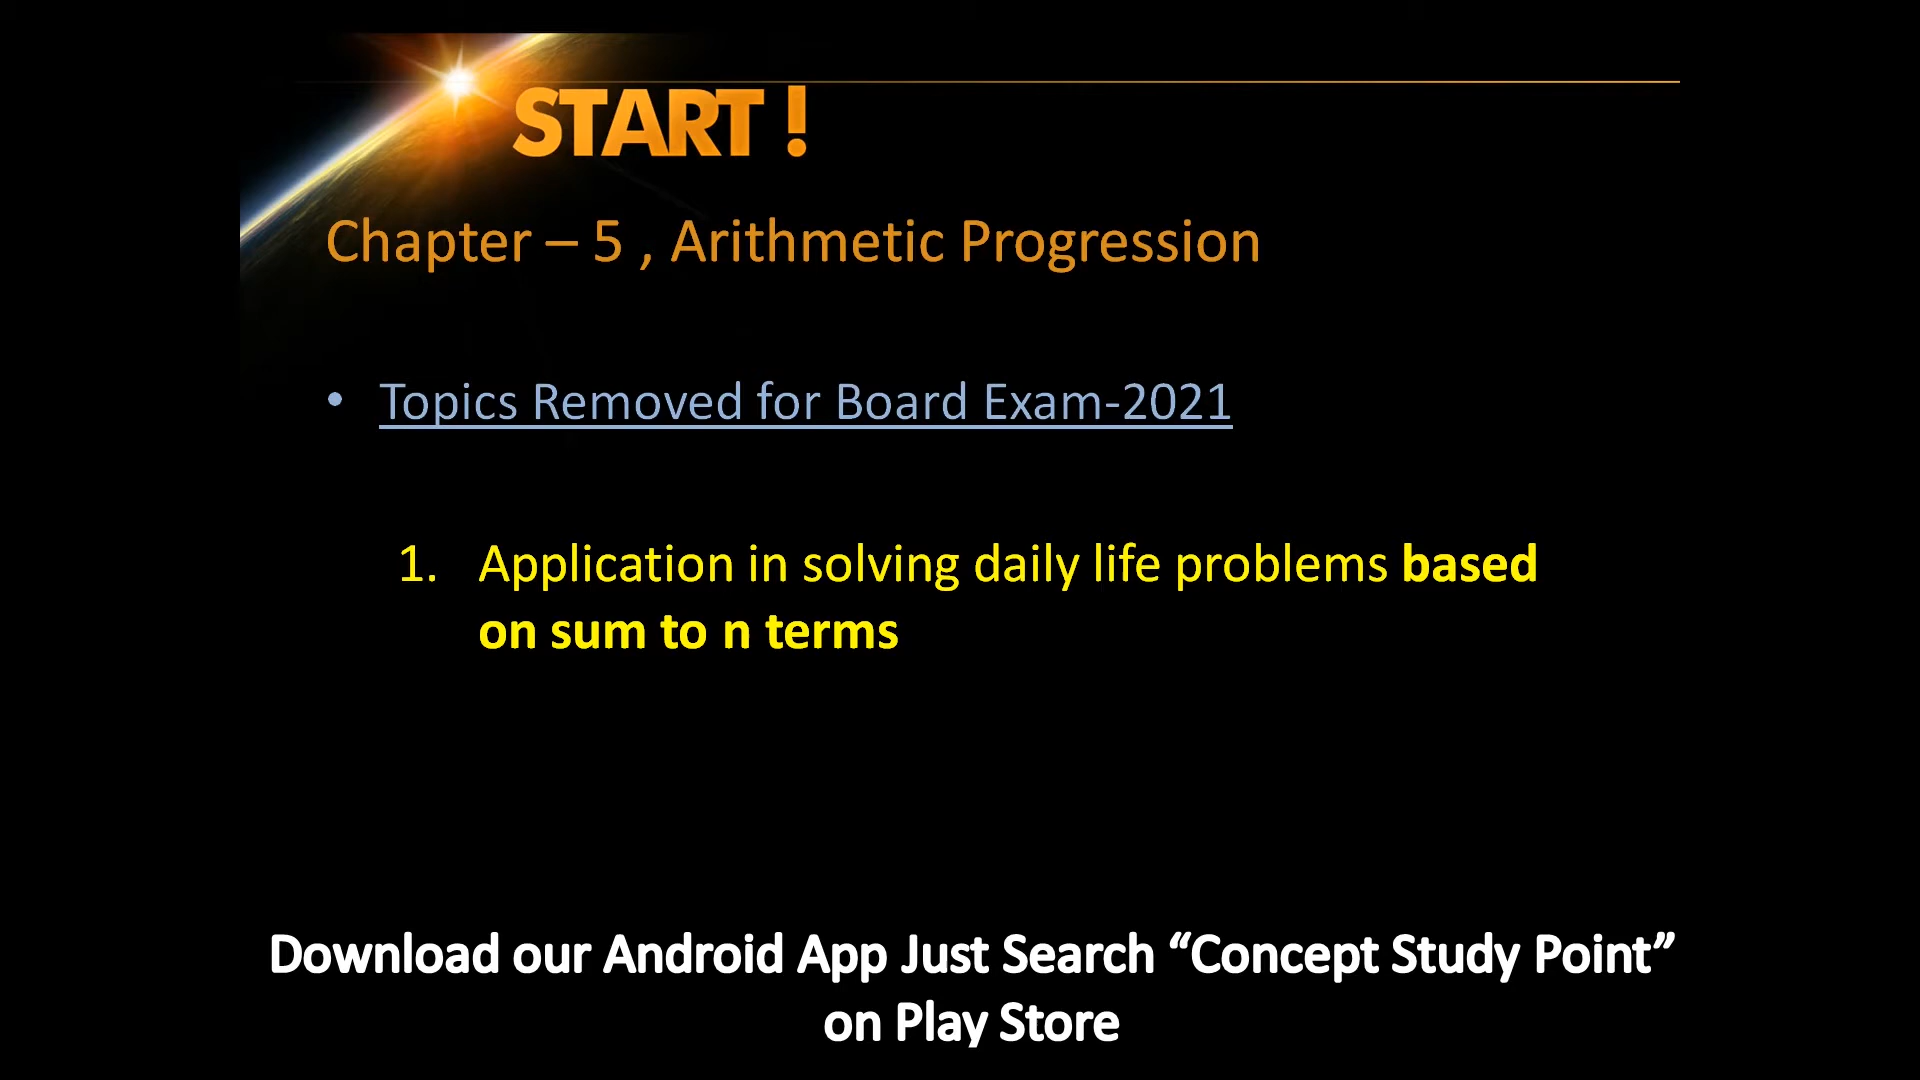 START !
Chapter – 5 , Arithmetic Progression
• Topics Removed for Board Exam-2021
1. Application in solving daily life problems based
on sum to n terms
Download our Android App Just Search “Concept Study Point”
on Play Store